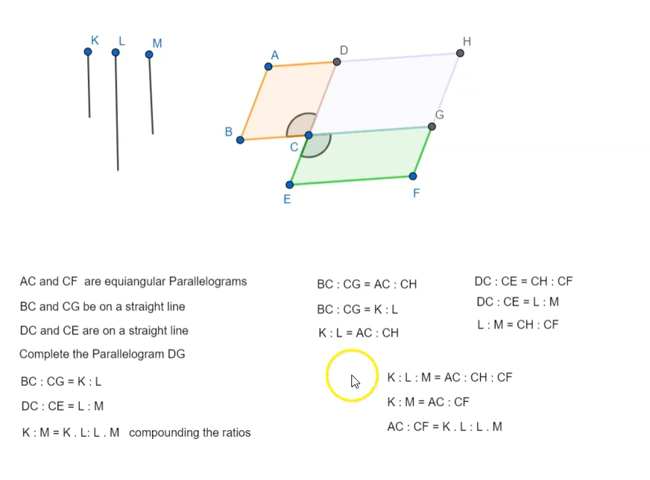 K L M
A D H
B C G
E F
AC and CF are equiangular Parallelograms
BC and CG be on a straight line
DC and CE are on a straight line
Complete the Parallelogram DG
BC : CG = K : L
DC : CE = L : M
K : M = K . L: L . M compounding the ratios
BC : CG = AC : CH
BC : CG = K : L
K : L = AC : CH
DC : CE = CH : CF
DC : CE = L : M
L : M = CH : CF
K : L : M = AC : CH : CF
K : M = AC : CF
AC : CF = K . L : L . M